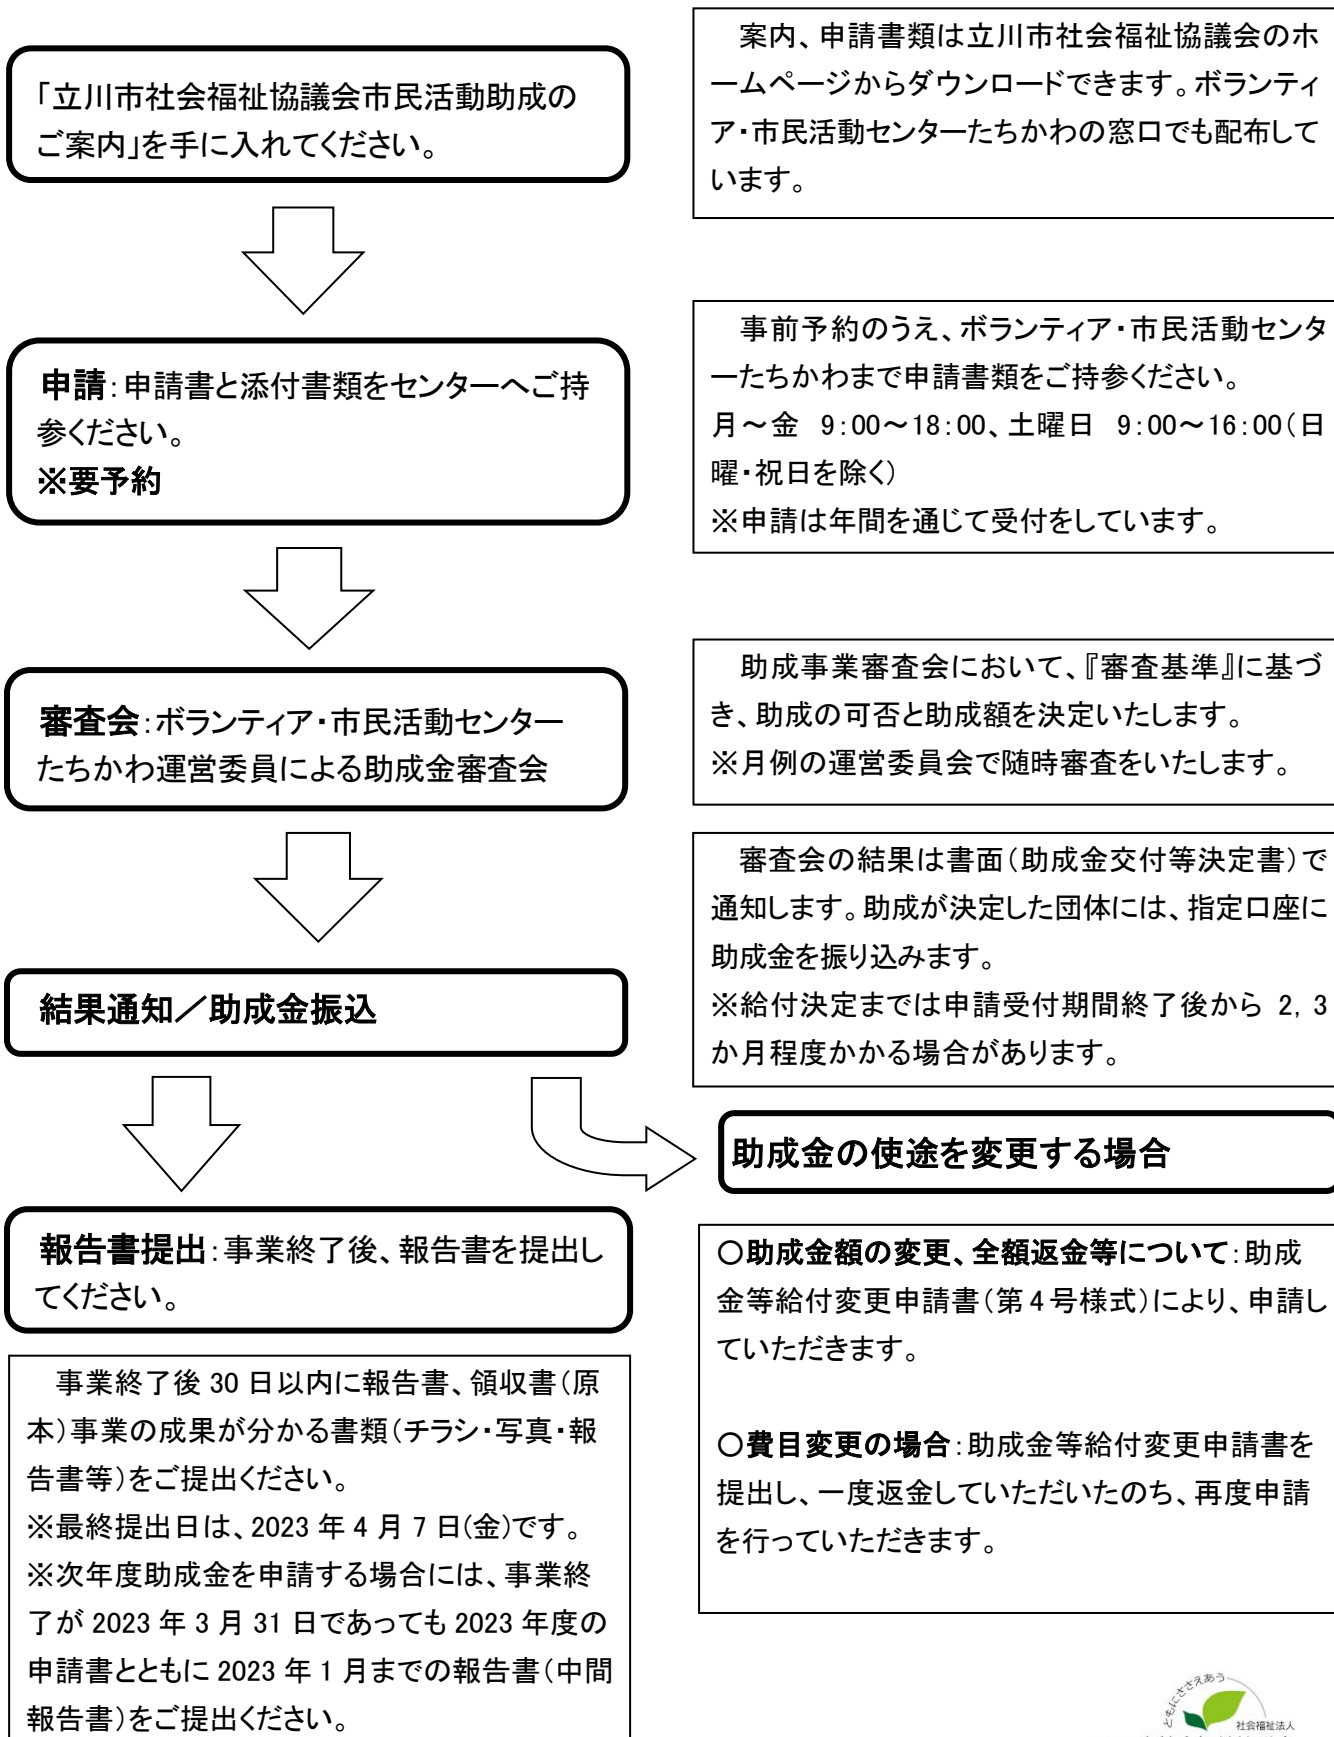 「立川市社会福祉協議会市民活動助成の
ご案内」を手に入れてください。
案内、申請書類は立川市社会福祉協議会のホ
ームページからダウンロードできます。ボランティ
ア・市民活動センターたちかわの窓口でも配布して
います。
申請：申請書と添付書類をセンターへご持
参ください。
※要予約
事前予約のうえ、ボランティア・市民活動センタ
ーたちかわまで申請書類をご持参ください。
月～金　9：00～18：00、土曜日　9：00～16：00（日
曜・祝日を除く）
※申請は年間を通じて受付をしています。
審査会：ボランティア・市民活動センター
たちかわ運営委員による助成金審査会
助成事業審査会において、『審査基準』に基づ
き、助成の可否と助成額を決定いたします。
※月例の運営委員会で随時審査をいたします。
結果通知／助成金振込
審査会の結果は書面（助成金交付等決定書）で
通知します。助成が決定した団体には、指定口座に
助成金を振り込みます。
※給付決定までは申請受付期間終了後から 2，3
か月程度かかる場合があります。
報告書提出：事業終了後、報告書を提出し
てください。
事業終了後 30 日以内に報告書、領収書（原
本）事業の成果が分かる書類（チラシ・写真・報
告書等）をご提出ください。
※最終提出日は、2023 年 4 月 7 日(金)です。
※次年度助成金を申請する場合には、事業終
了が 2023 年 3 月 31 日であっても 2023 年度の
申請書とともに 2023 年 1 月までの報告書（中間
報告書）をご提出ください。
助成金の使途を変更する場合
○助成金額の変更、全額返金等について：助成
金等給付変更申請書（第 4 号様式）により、申請し
ていただきます。
○費目変更の場合：助成金等給付変更申請書を
提出し、一度返金していただいたのち、再度申請
を行っていただきます。
ともにささえあう
社会福祉法人